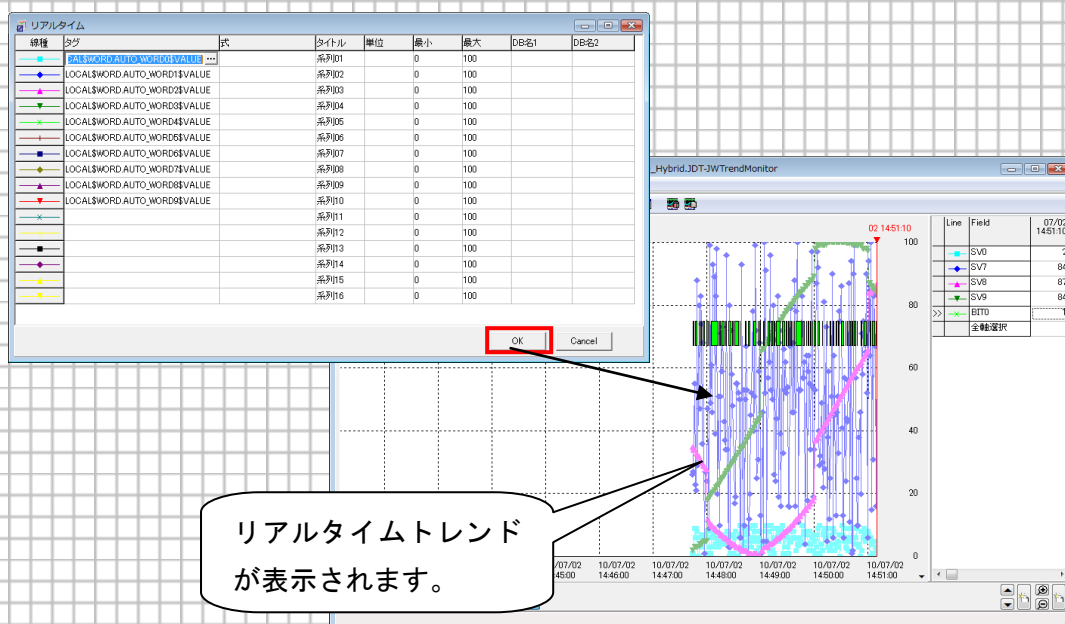 リアルタイム
線種 タグ 式 タイトル 単位 最小 最大 DB名1 DB名2
CAL$WORD.AUTO_WORD0$VALUE ... 系列01 0 100
LOCAL$WORD.AUTO_WORD1$VALUE 系列02 0 100
LOCAL$WORD.AUTO_WORD2$VALUE 系列03 0 100
LOCAL$WORD.AUTO_WORD3$VALUE 系列04 0 100
LOCAL$WORD.AUTO_WORD4$VALUE 系列05 0 100
LOCAL$WORD.AUTO_WORD5$VALUE 系列06 0 100
LOCAL$WORD.AUTO_WORD6$VALUE 系列07 0 100
LOCAL$WORD.AUTO_WORD7$VALUE 系列08 0 100
LOCAL$WORD.AUTO_WORD8$VALUE 系列09 0 100
LOCAL$WORD.AUTO_WORD9$VALUE 系列10 0 100
系列11 0 100
系列12 0 100
系列13 0 100
系列14 0 100
系列15 0 100
系列16 0 100
OK Cancel
_Hybrid.JDT-JWTrendMonitor
02 14:51:10
100
80
60
40
20
0
/07/02 10/07/02 10/07/02 10/07/02 10/07/02 10/07/02 10/07/02
45:00 14:46:00 14:47:00 14:48:00 14:49:00 14:50:00 14:51:00
Line Field 07/02
14:51:10
SV0 2
SV7 84
SV8 87
SV9 84
>> BIT0 1
全軸選択
リアルタイムトレンド
が表示されます。